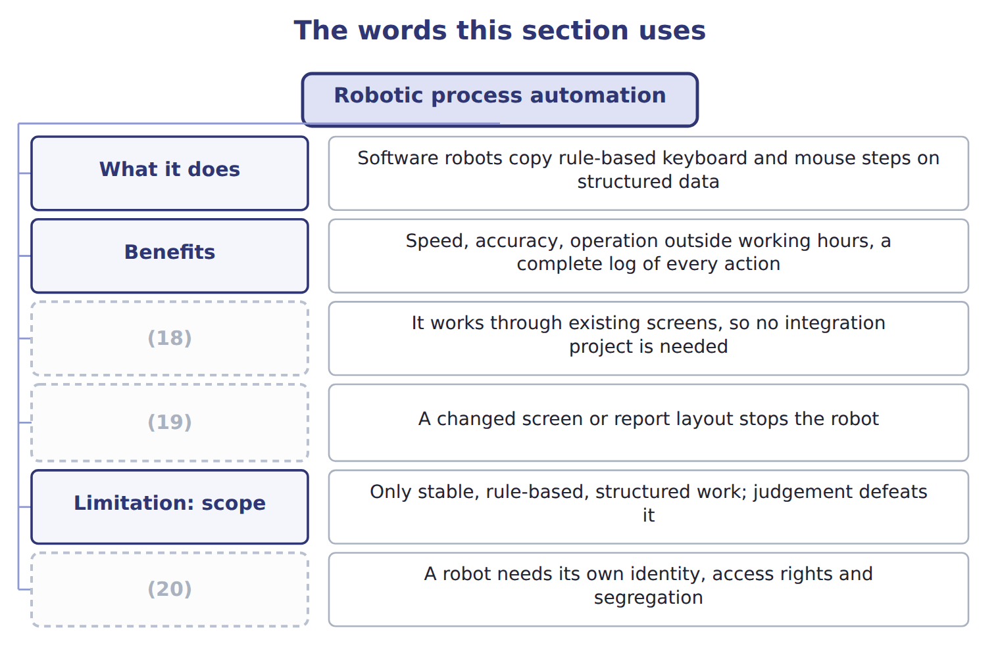 The words this section uses
Robotic process automation
What it does
Software robots copy rule-based keyboard and mouse steps on
structured data
Benefits
Speed, accuracy, operation outside working hours, a
complete log of every action
(18)
It works through existing screens, so no integration
project is needed
(19)
A changed screen or report layout stops the robot
Limitation: scope
Only stable, rule-based, structured work; judgement defeats
it
(20)
A robot needs its own identity, access rights and
segregation